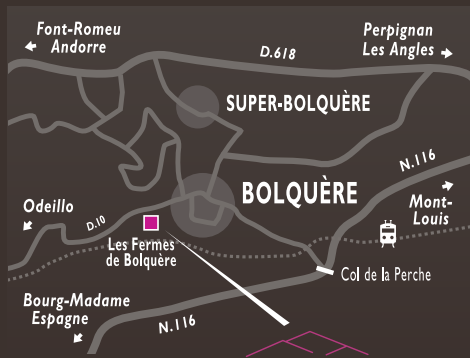 Font-Romeu
Andorre
D.618
Perpignan
Les Angles
SUPER-BOLQUÈRE
N.116
BOLQUÈRE
Mont-
Louis
Odeillo
D.10
Les Fermes
de Bolquère
Col de la Perche
Bourg-Madame
Espagne
N.116